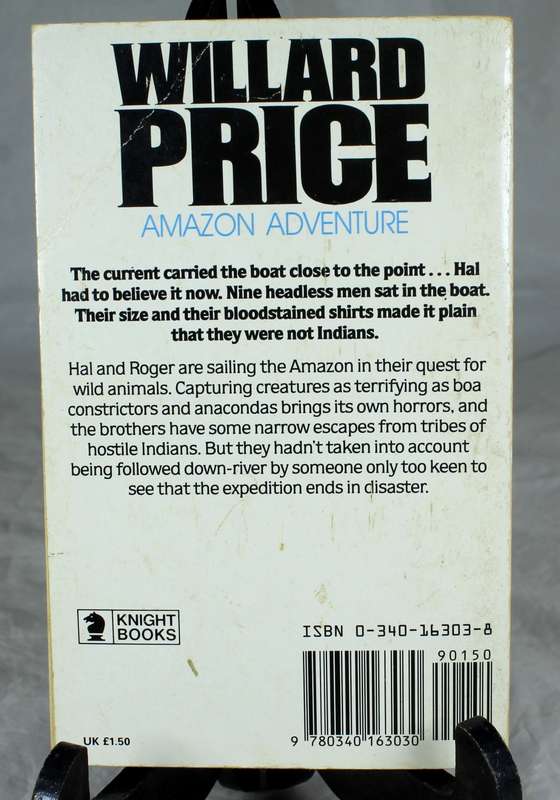 WILLARD
PRICE
AMAZON ADVENTURE
The current carried the boat close to the point... Hal
had to believe it now. Nine headless men sat in the boat.
Their size and their bloodstained shirts made it plain
that they were not Indians.
Hal and Roger are sailing the Amazon in their quest for
wild animals. Capturing creatures as terrifying as boa
constrictors and anacondas brings its own horrors, and
the brothers have some narrow escapes from tribes of
hostile Indians. But they hadn't taken into account
being followed down-river by someone only too keen to
see that the expedition ends in disaster.
KNIGHT
BOOKS
ISBN 0-340-16303-8
90150
9 780340 163030
UK £1.50